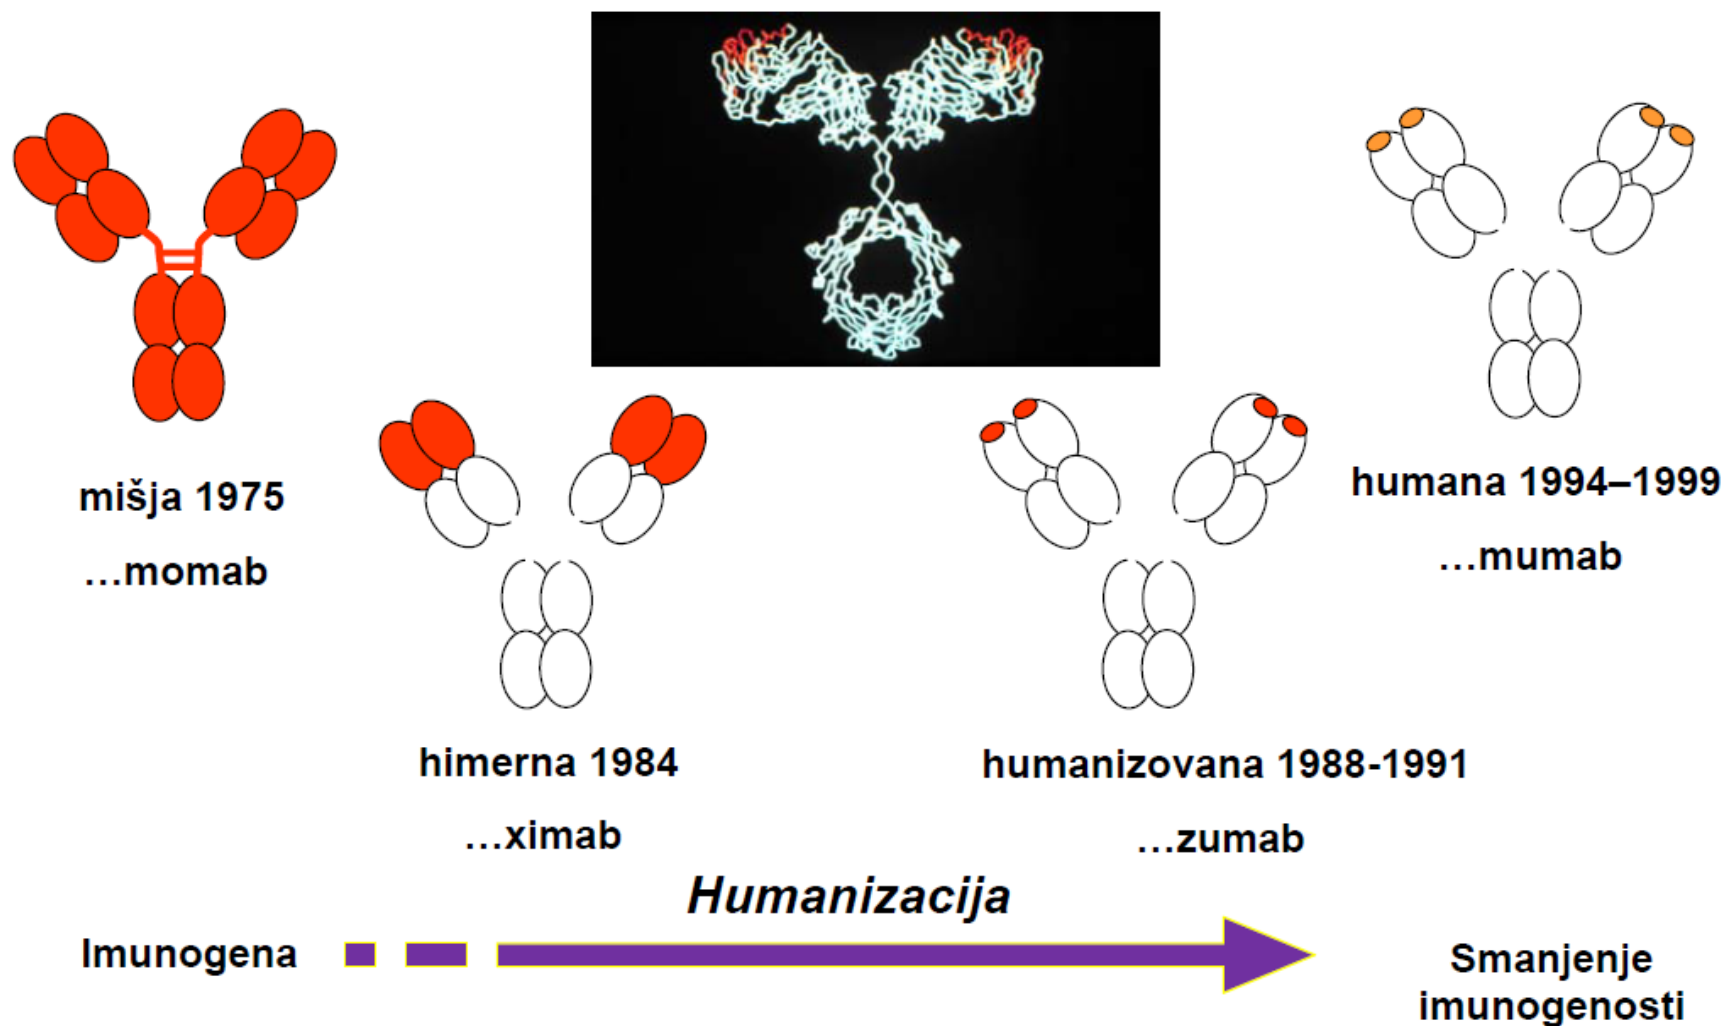 mišja 1975
...momab
himerna 1984
...ximab
humanizovana 1988-1991
...zumab
humana 1994–1999
...mumab
Humanizacija
Imunogena
Smanjenje
imunogenosti